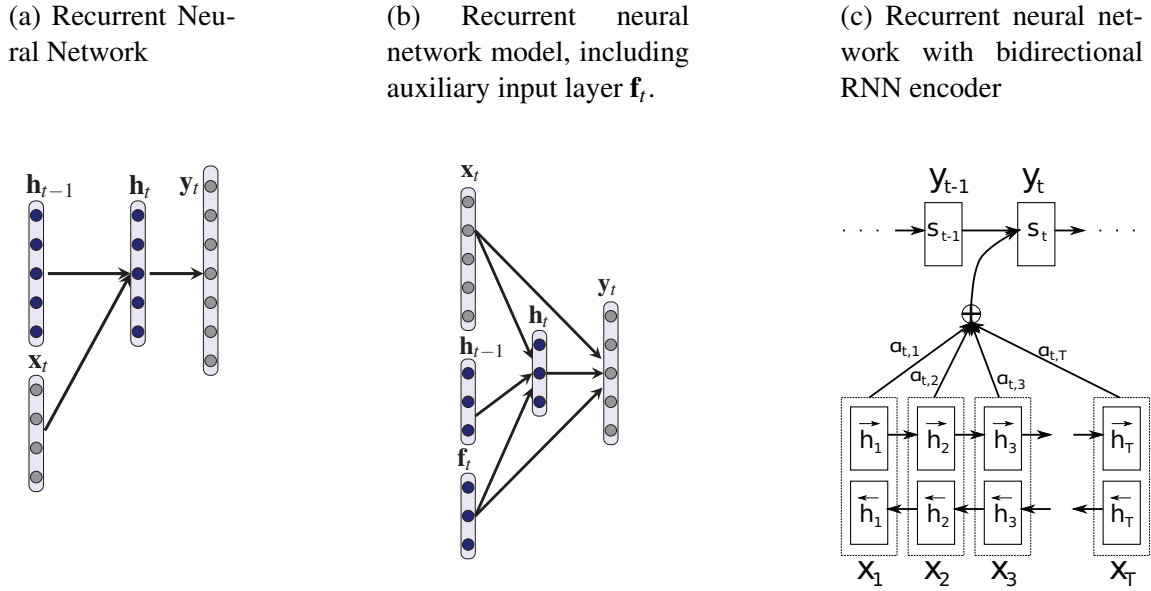 (a) Recurrent Neu-
ral Network
(b) Recurrent neural
network model, including
auxiliary input layer f_t.
(c) Recurrent neural net-
work with bidirectional
RNN encoder
h_{t−1}
h_t
y_t
x_t
x_t
h_{t−1}
h_t
y_t
f_t
y_{t-1} y_t
. . . s_{t-1} s_t . . .
a_{t,1} a_{t,2} a_{t,3} a_{t,T}
→h_1 →h_2 →h_3 →h_T
←h_1 ←h_2 ←h_3 ←h_T
x_1 x_2 x_3 x_T